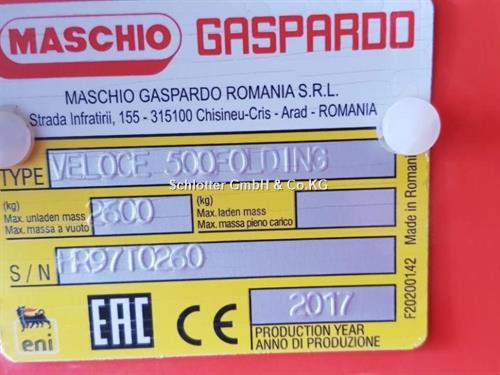 MASCHIO GASPARDO
MASCHIO GASPARDO ROMANIA S.R.L.
Strada Infratirii, 155 - 315100 Chisineu-Cris - Arad - ROMANIA
TYPE VELOCE 500FOLDING
Schlotter GmbH & Co.KG
(kg) Max. unladen mass Max. massa a vuoto 2600
(kg) Max. laden mass Max. massa pieno carico
S/N HR9710260
eni EAC CE 2017
PRODUCTION YEAR
ANNO DI PRODUZIONE
F20200142 Made in Romania